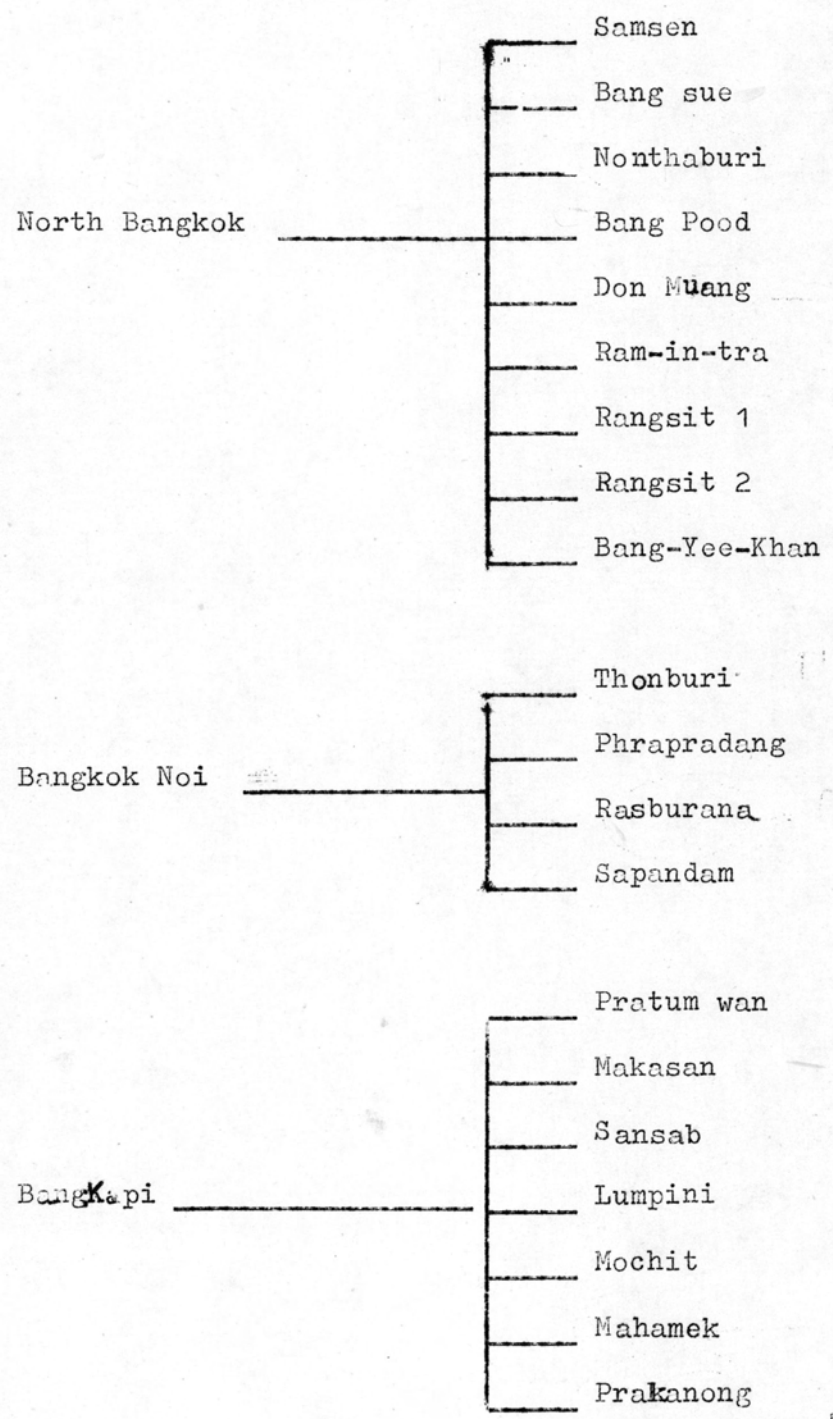 Samsen
Bang sue
Nonthaburi
North Bangkok
Bang Pood
Don Muang
Ram-in-tra
Rangsit 1
Rangsit 2
Bang-Yee-Khan
Thonburi
Phrapradang
Bangkok Noi
Rasburana
Sapandam
Pratum wan
Makasan
Sansab
BangKapi
Lumpini
Mochit
Mahamek
Prakanong